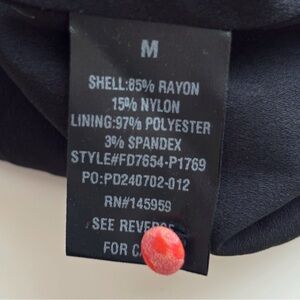 M
SHELL:85% RAYON
15% NYLON
LINING:97% POLYESTER
3% SPANDEX
STYLE#FD7654-P1769
PO:PD240702-012
RN#145959
SEE REVERSE
FOR